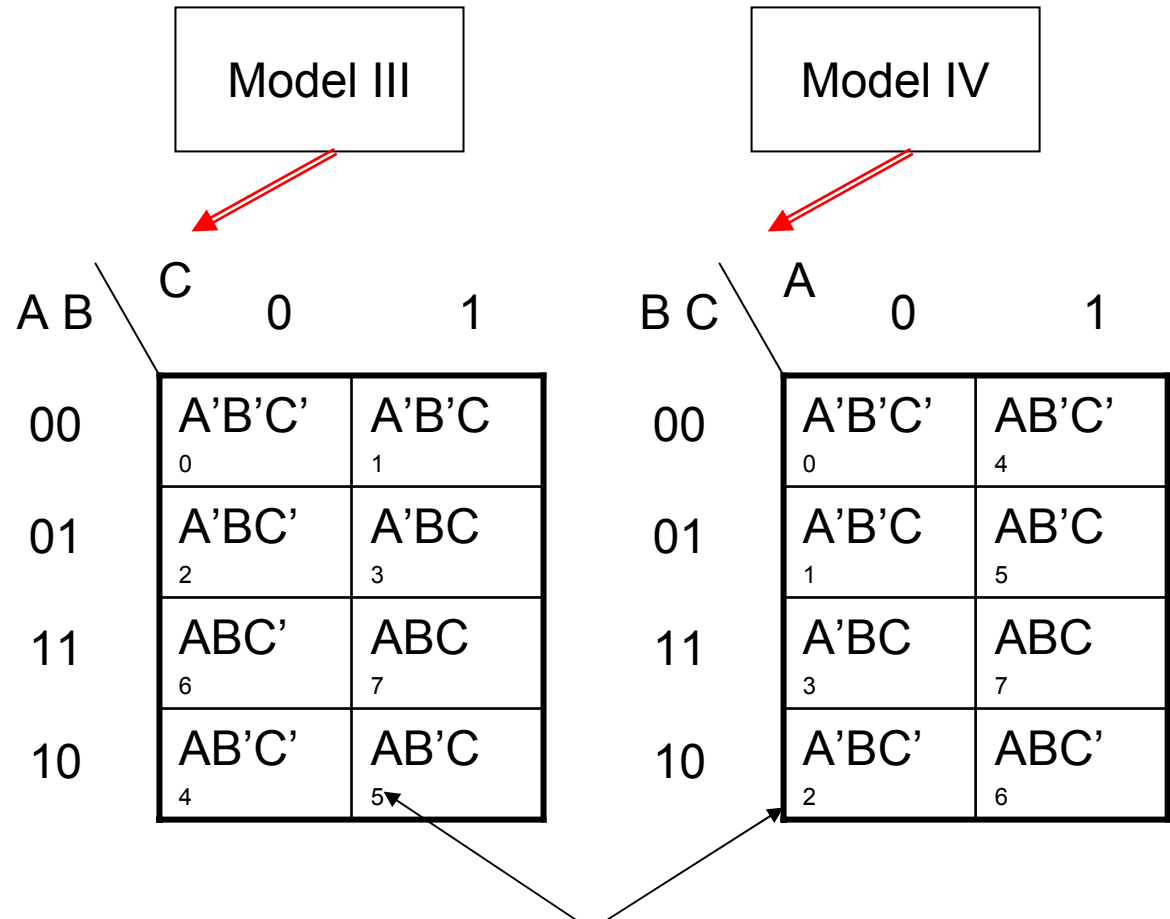 Model III
Model IV
C
A B 0 1
00 A’B’C’ A’B’C
0 1
01 A’BC’ A’BC
2 3
11 ABC’ ABC
6 7
10 AB’C’ AB’C
4 5
A
B C 0 1
00 A’B’C’ AB’C’
0 4
01 A’B’C AB’C
1 5
11 A’BC ABC
3 7
10 A’BC’ ABC’
2 6